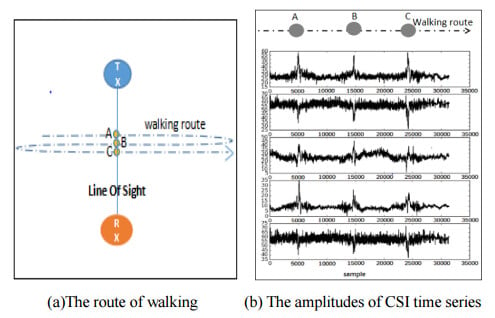 T
X
A
B
C
walking route
Line Of Sight
R
X
(a)The route of walking
A
B
C
Walking route
0 5000 10000 15000 20000 25000 30000 35000
0 5000 10000 15000 20000 25000 30000 35000
0 5000 10000 15000 20000 25000 30000 35000
0 5000 10000 15000 20000 25000 30000 35000
0 5000 10000 15000 20000 25000 30000 35000
sample
(b) The amplitudes of CSI time series